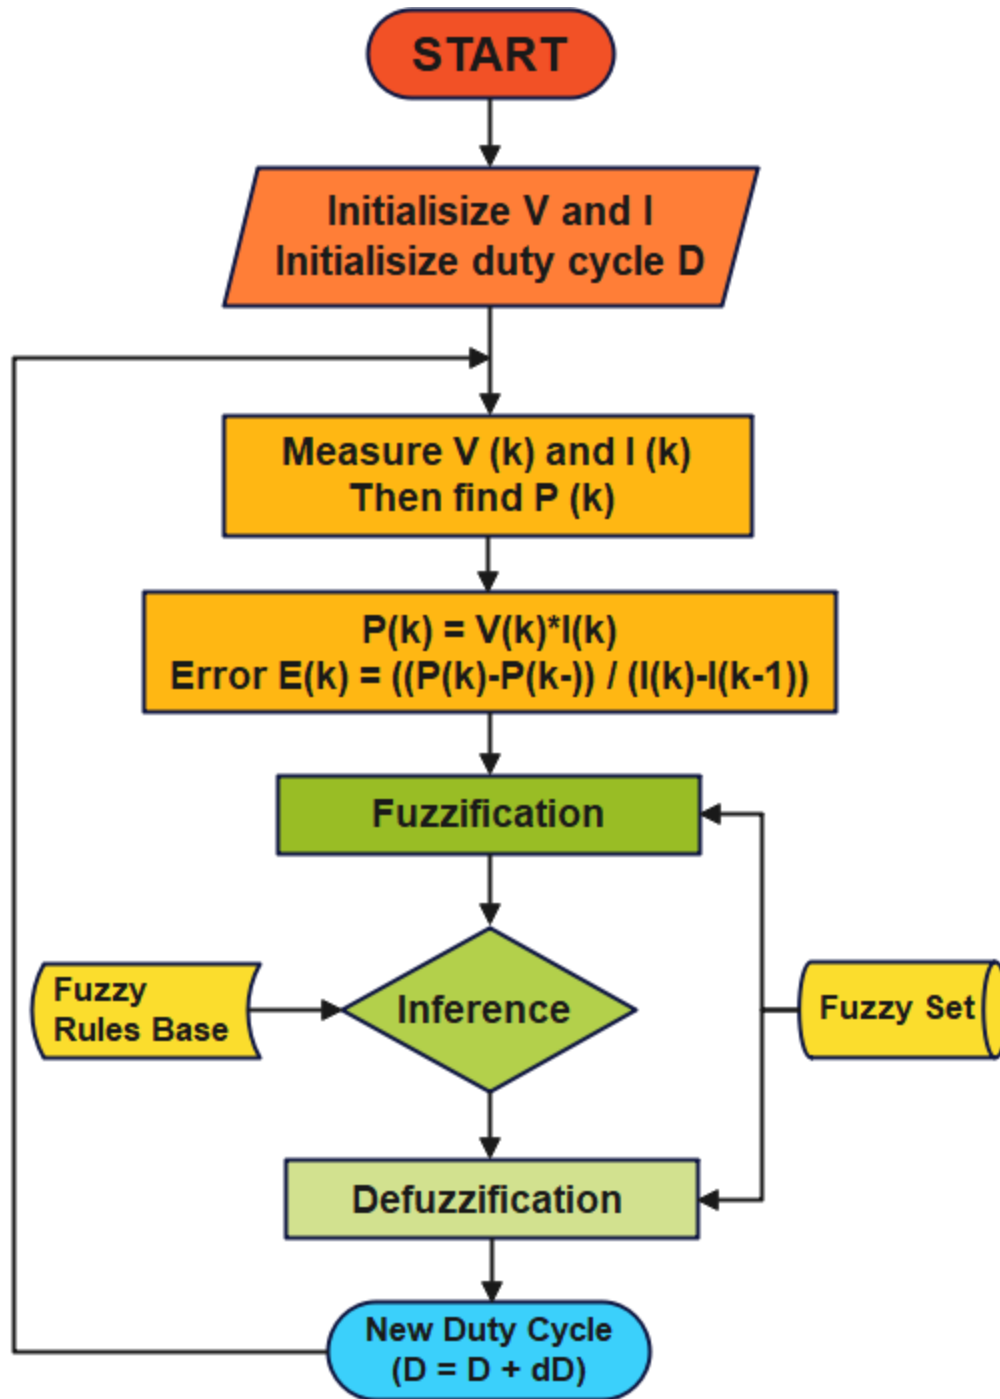 START
Initialisize V and I
Initialisize duty cycle D
Measure V (k) and I (k)
Then find P (k)
P(k) = V(k)*I(k)
Error E(k) = ((P(k)-P(k-)) / (I(k)-I(k-1))
Fuzzification
Fuzzy
Rules Base
Inference
Fuzzy Set
Defuzzification
New Duty Cycle
(D = D + dD)